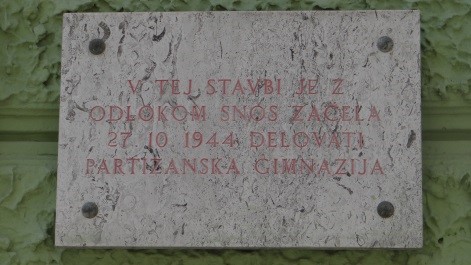 V TEJ STAVBI JE Z
ODLOKOM SNOS ZAČELA
27 10 1944 DELOVATI
PARTIZANSKA GIMNAZIJA